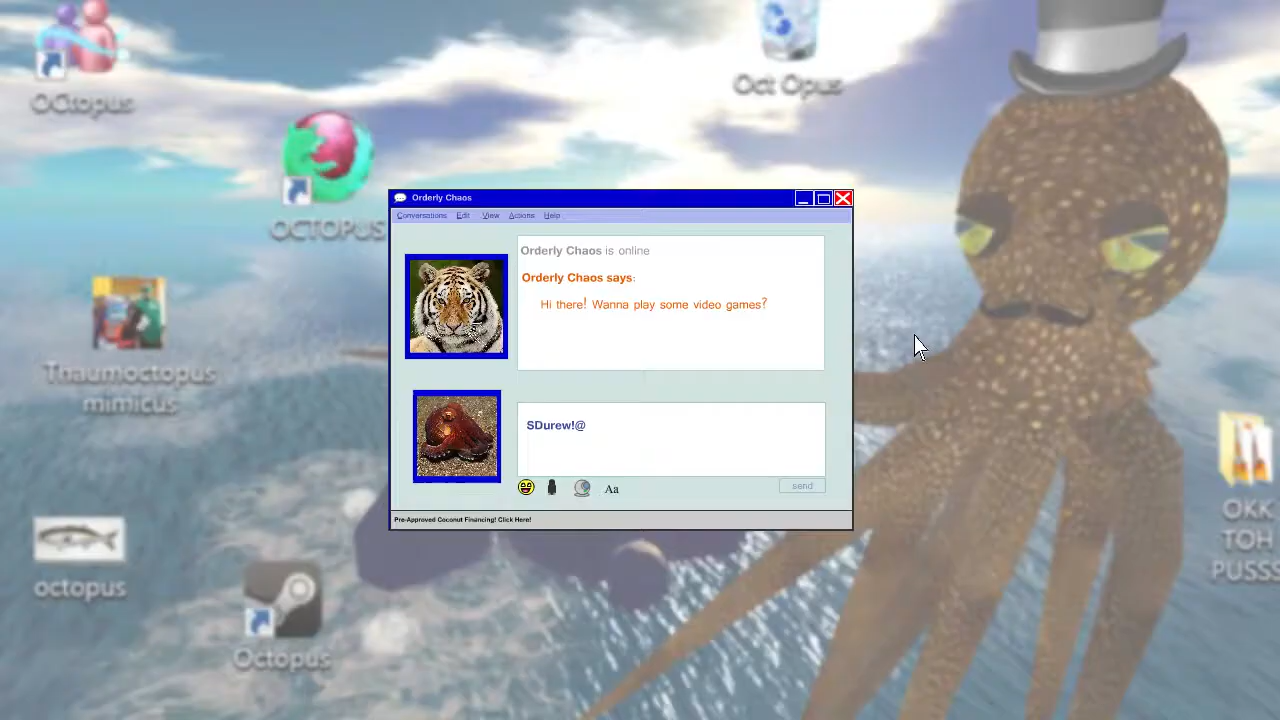 OCtopus
Oct Opus
OCTOPUS
Orderly Chaos
Conversations Edit View Actions Help
Orderly Chaos is online
Orderly Chaos says:
Hi there! Wanna play some video games?
Thaumoctopus
mimicus
SDurew!@
Aa
send
Pre-Approved Coconut Financing! Click Here!
OKK
TOH
PUSSS
octopus
Octopus